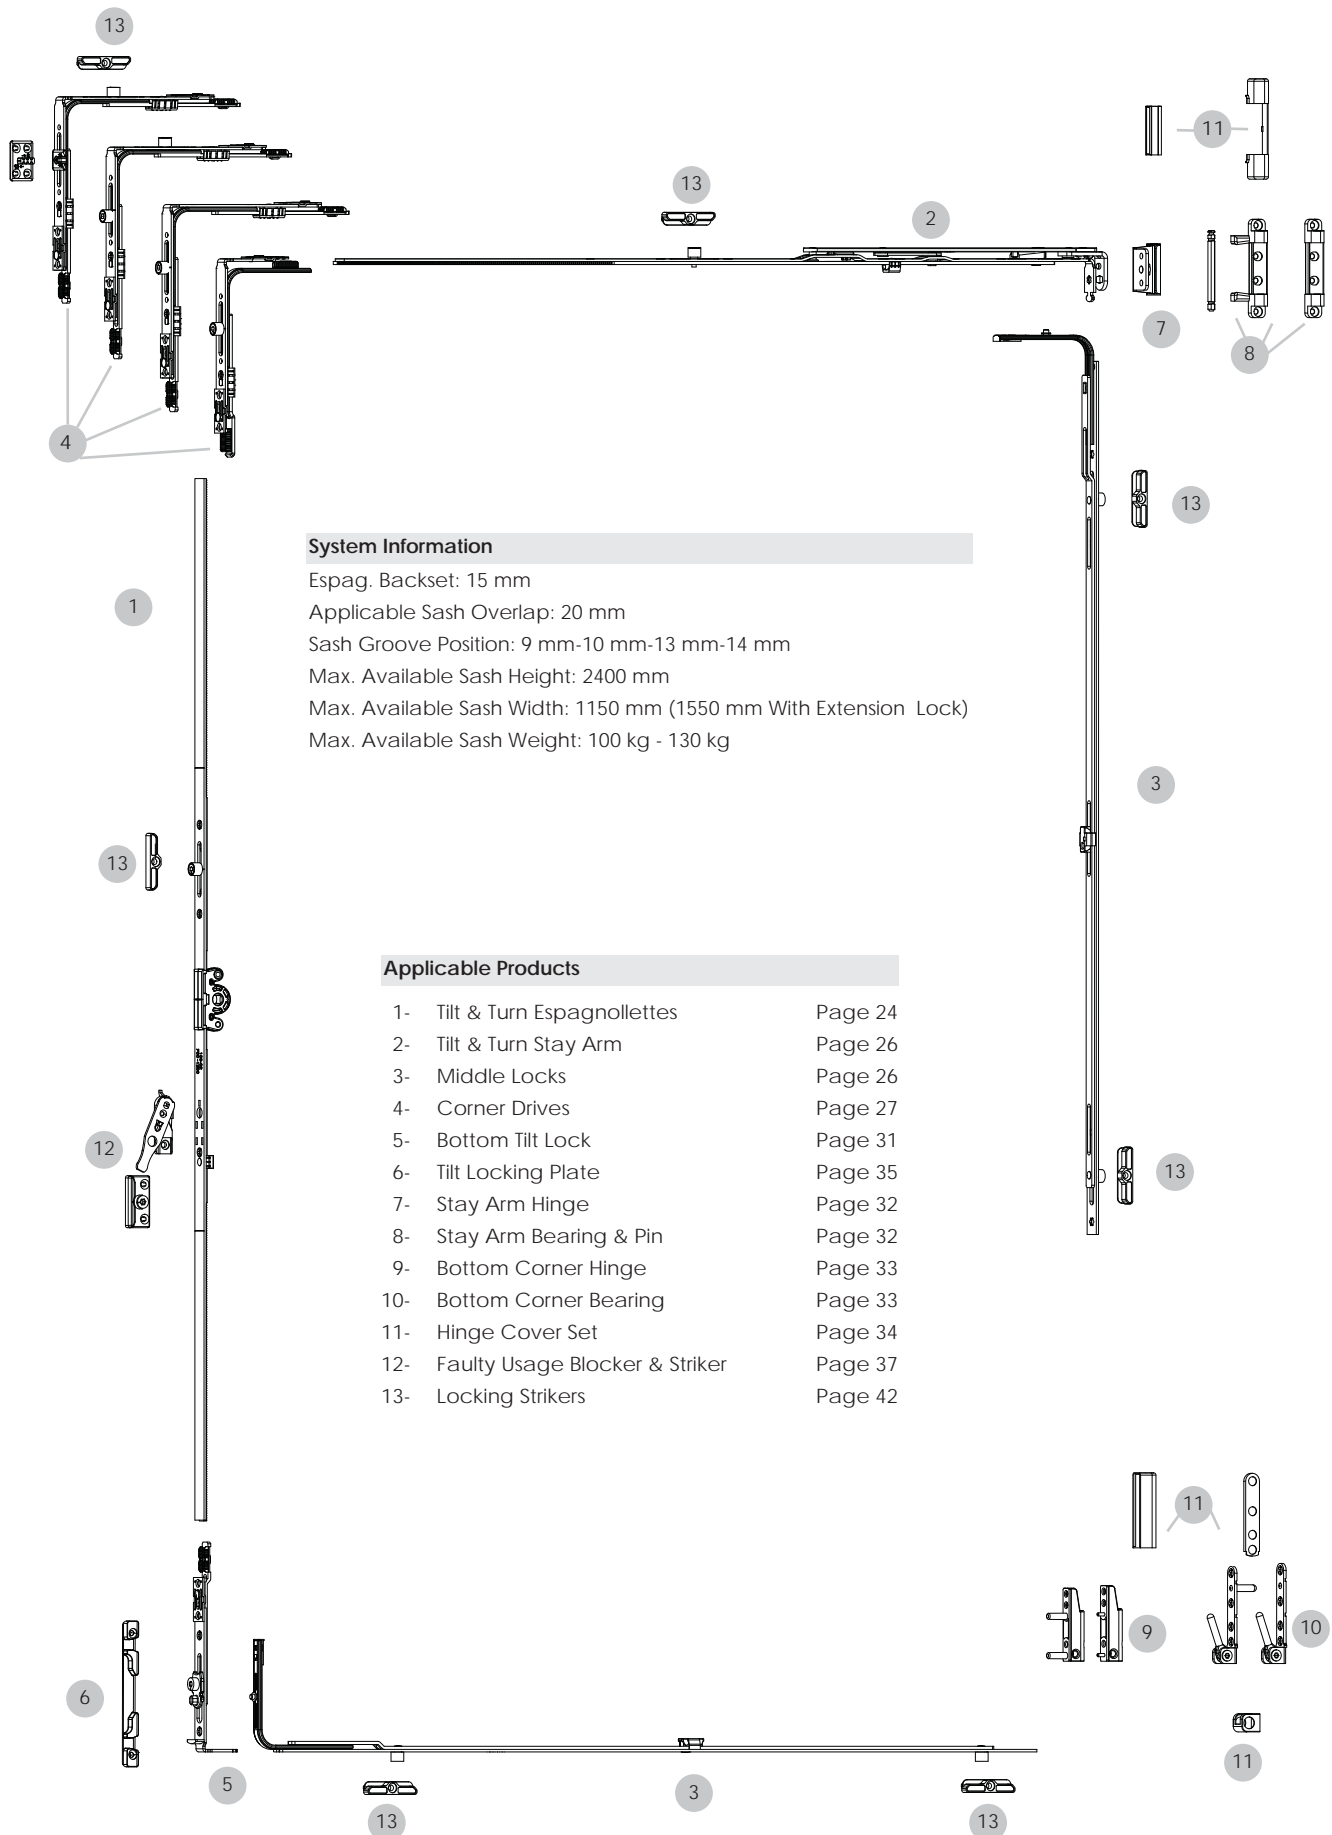 13
11
13
2
7
8
4
13
System Information
Espag. Backset: 15 mm
1
Applicable Sash Overlap: 20 mm
Sash Groove Position: 9 mm-10 mm-13 mm-14 mm
Max. Available Sash Height: 2400 mm
Max. Available Sash Width: 1150 mm (1550 mm With Extension Lock)
Max. Available Sash Weight: 100 kg - 130 kg
3
13
Applicable Products
1- Tilt & Turn Espagnollettes Page 24
2- Tilt & Turn Stay Arm Page 26
3- Middle Locks Page 26
4- Corner Drives Page 27
5- Bottom Tilt Lock Page 31
6- Tilt Locking Plate Page 35
7- Stay Arm Hinge Page 32
8- Stay Arm Bearing & Pin Page 32
9- Bottom Corner Hinge Page 33
10- Bottom Corner Bearing Page 33
11- Hinge Cover Set Page 34
12- Faulty Usage Blocker & Striker Page 37
13- Locking Strikers Page 42
12
13
11
9
10
6
11
5
3
13
13